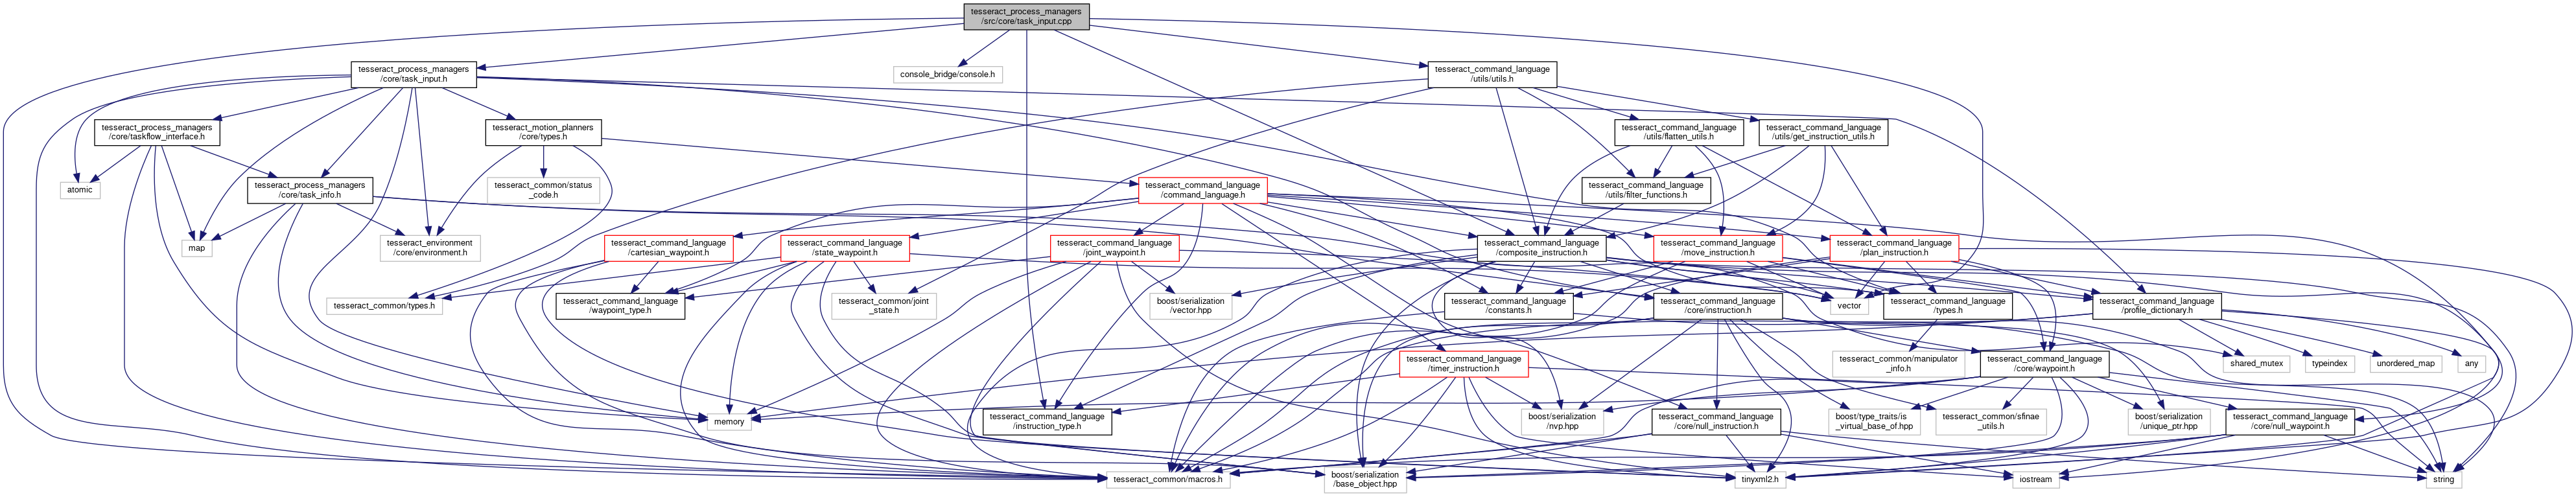 tesseract_process_managers
/src/core/task_input.cpp
tesseract_process_managers
/core/task_input.h
console_bridge/console.h
tesseract_command_language
/utils/utils.h
tesseract_process_managers
/core/taskflow_interface.h
tesseract_motion_planners
/core/types.h
tesseract_command_language
/utils/flatten_utils.h
tesseract_command_language
/utils/get_instruction_utils.h
atomic
tesseract_process_managers
/core/task_info.h
tesseract_common/status
_code.h
tesseract_command_language
/command_language.h
tesseract_command_language
/utils/filter_functions.h
map
tesseract_environment
/core/environment.h
tesseract_command_language
/cartesian_waypoint.h
tesseract_command_language
/state_waypoint.h
tesseract_command_language
/joint_waypoint.h
tesseract_command_language
/composite_instruction.h
tesseract_command_language
/move_instruction.h
tesseract_command_language
/plan_instruction.h
tesseract_common/types.h
tesseract_command_language
/waypoint_type.h
tesseract_common/joint
_state.h
boost/serialization
/vector.hpp
tesseract_command_language
/constants.h
tesseract_command_language
/core/instruction.h
vector
tesseract_command_language
/types.h
tesseract_command_language
/profile_dictionary.h
tesseract_command_language
/timer_instruction.h
tesseract_common/manipulator
_info.h
tesseract_command_language
/core/waypoint.h
shared_mutex
typeindex
unordered_map
any
memory
tesseract_command_language
/instruction_type.h
boost/serialization
/nvp.hpp
tesseract_command_language
/core/null_instruction.h
boost/type_traits/is
_virtual_base_of.hpp
tesseract_common/sfinae
_utils.h
boost/serialization
/unique_ptr.hpp
tesseract_command_language
/core/null_waypoint.h
tesseract_common/macros.h
boost/serialization
/base_object.hpp
tinyxml2.h
iostream
string